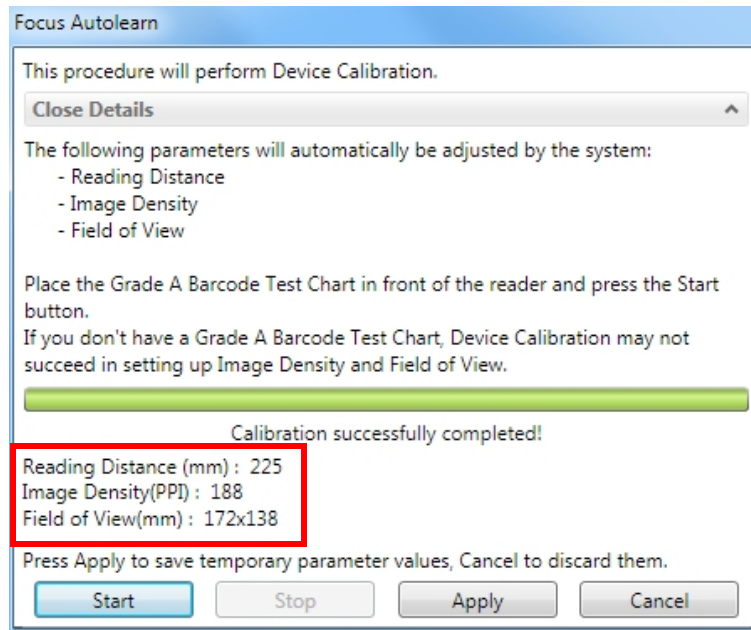 Focus Autolearn
This procedure will perform Device Calibration.
Close Details
The following parameters will automatically be adjusted by the system:
- Reading Distance
- Image Density
- Field of View
Place the Grade A Barcode Test Chart in front of the reader and press the Start
button.
If you don't have a Grade A Barcode Test Chart, Device Calibration may not
succeed in setting up Image Density and Field of View.
Calibration successfully completed!
Reading Distance (mm) : 225
Image Density(PPI) : 188
Field of View(mm) : 172x138
Press Apply to save temporary parameter values, Cancel to discard them.
Start Stop Apply Cancel